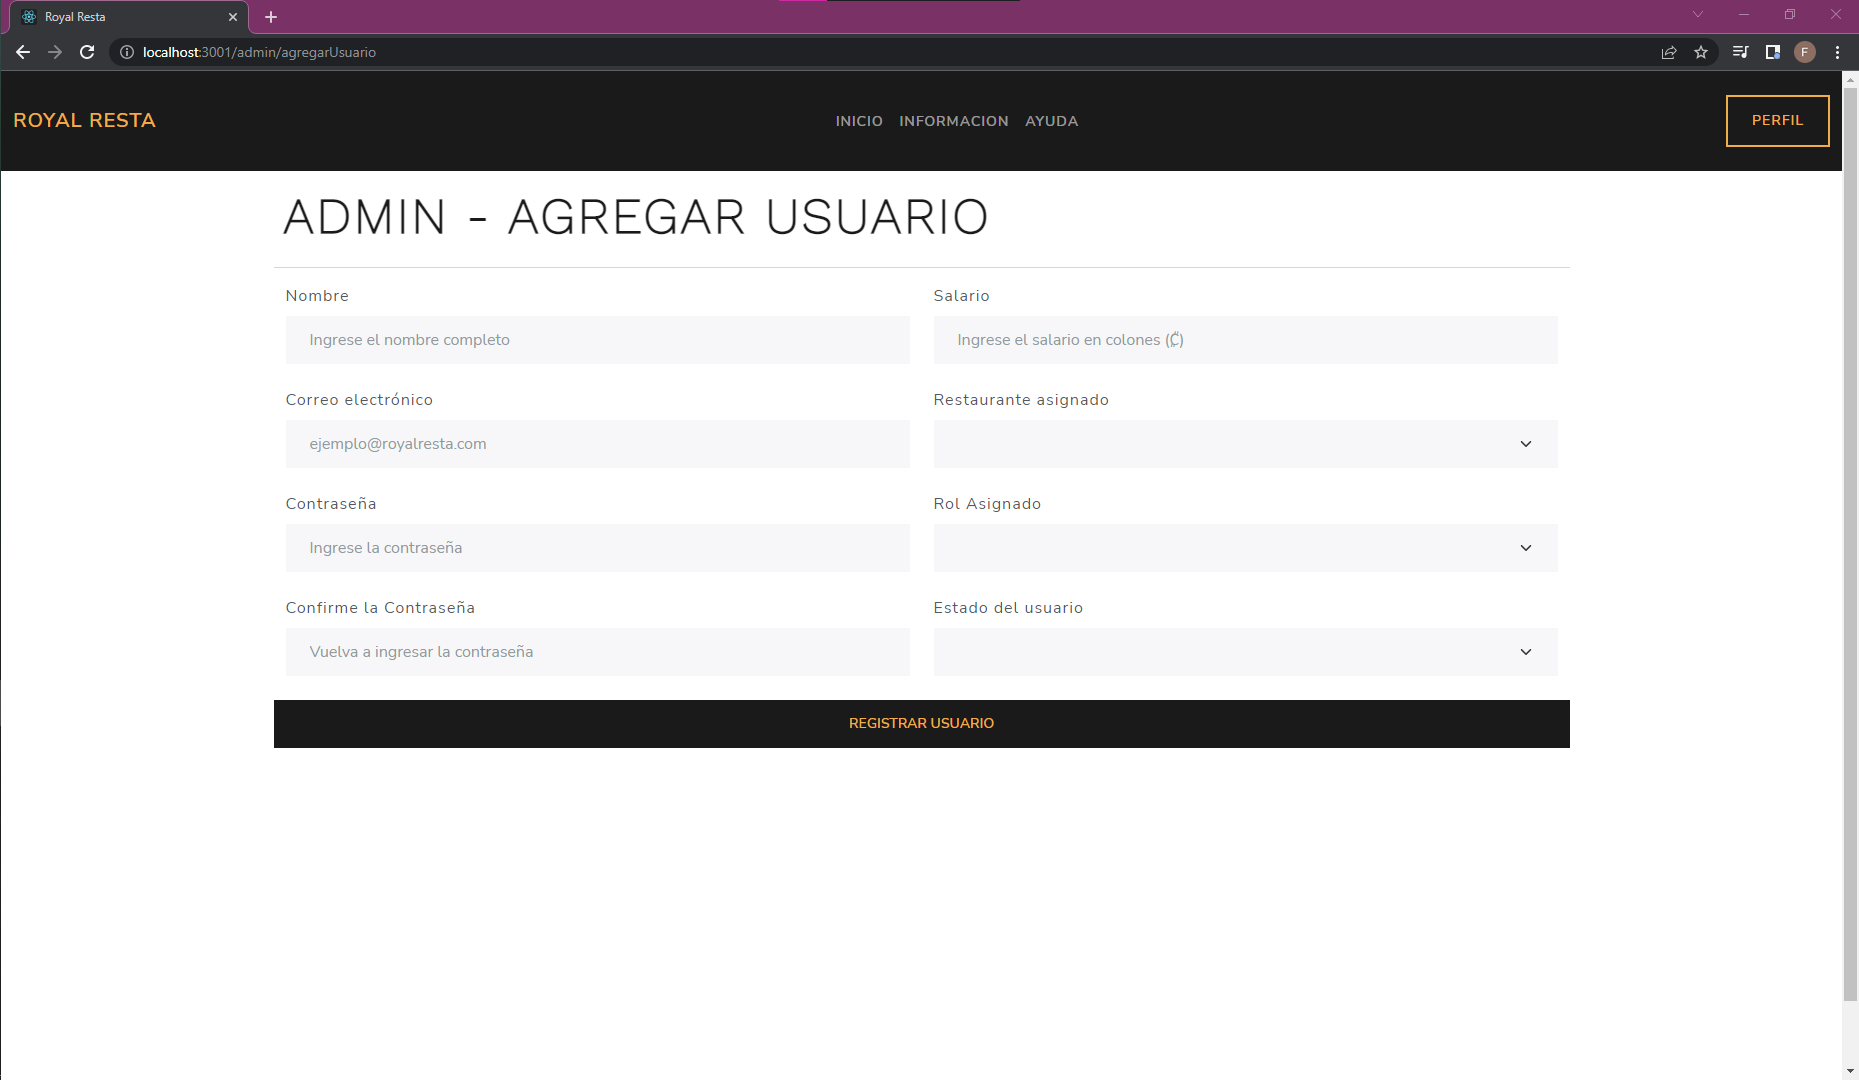 Royal Resta
localhost:3001/admin/agregarUsuario
F
ROYAL RESTA
INICIO INFORMACION AYUDA
PERFIL
ADMIN - AGREGAR USUARIO
Nombre
Ingrese el nombre completo
Salario
Ingrese el salario en colones (₡)
Correo electrónico
ejemplo@royalresta.com
Restaurante asignado
Contraseña
Ingrese la contraseña
Rol Asignado
Confirme la Contraseña
Vuelva a ingresar la contraseña
Estado del usuario
REGISTRAR USUARIO